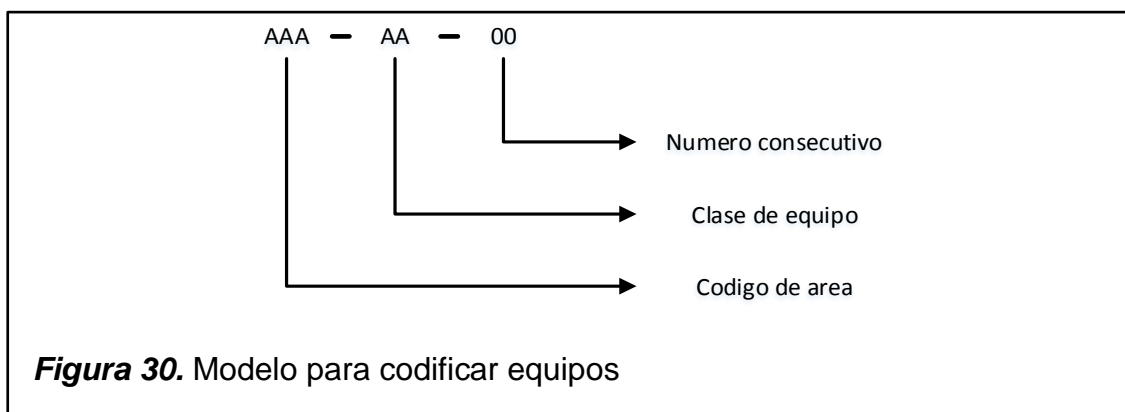 AAA – AA – 00
Numero consecutivo
Clase de equipo
Codigo de area
Figura 30. Modelo para codificar equipos